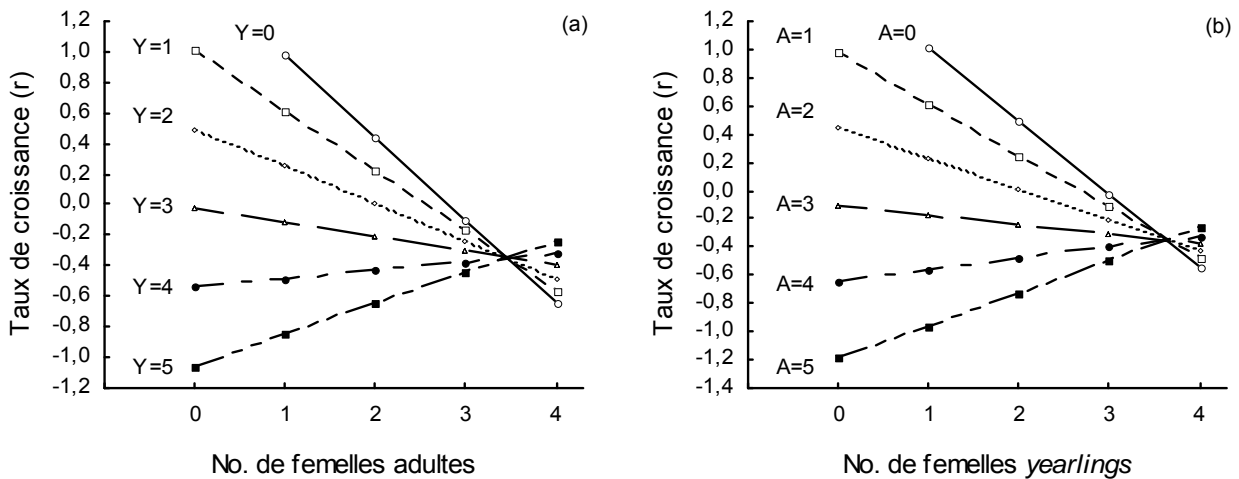 Y=0
(a)
Y=1
Y=2
Y=3
Y=4
Y=5
1,2
1,0
0,8
0,6
0,4
0,2
0,0
-0,2
-0,4
-0,6
-0,8
-1,0
-1,2
Taux de croissance (r)
0 1 2 3 4
No. de femelles adultes
A=0
(b)
A=1
A=2
A=3
A=4
A=5
1,2
1,0
0,8
0,6
0,4
0,2
0,0
-0,2
-0,4
-0,6
-0,8
-1,0
-1,2
-1,4
Taux de croissance (r)
0 1 2 3 4
No. de femelles yearlings